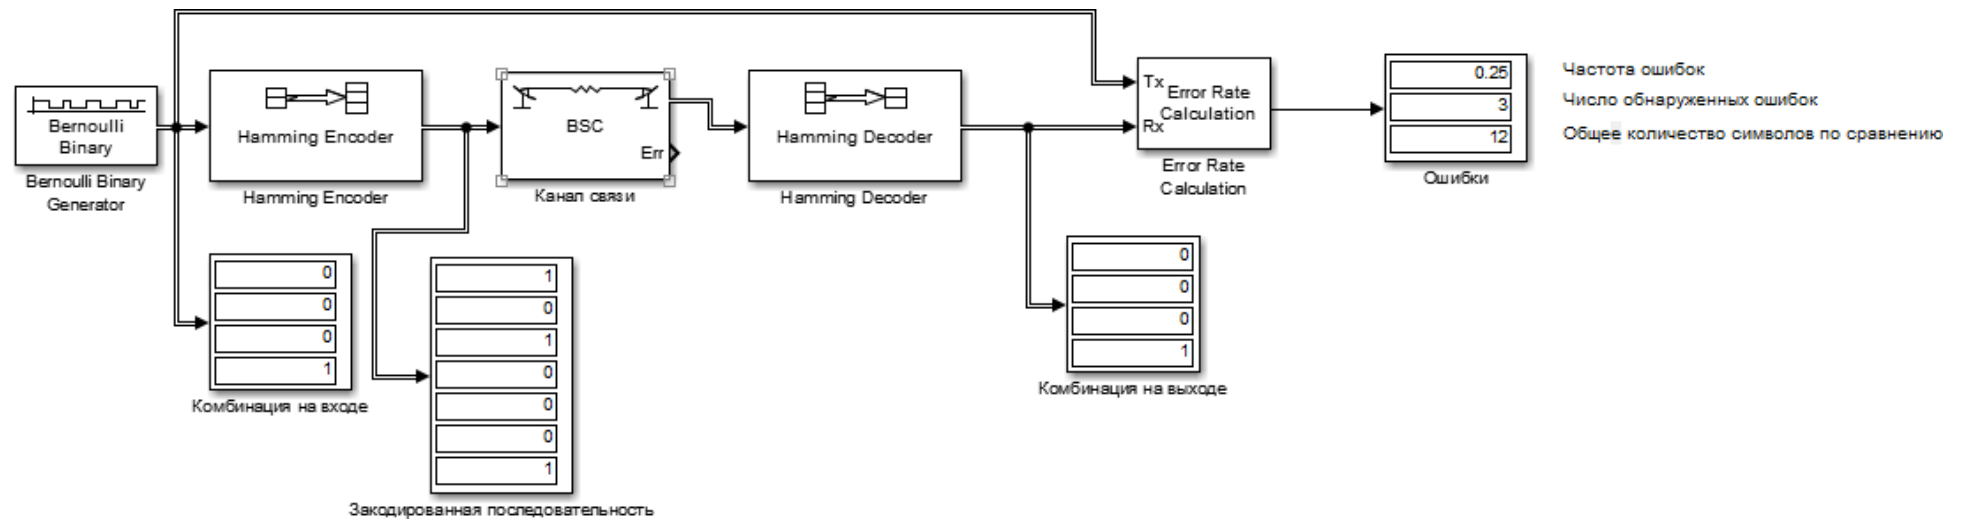 Bernoulli
Binary
Bernoulli Binary
Generator
Hamming Encoder
Hamming Encoder
BSC
Err
Канал связи
Hamming Decoder
Hamming Decoder
Tx
Rx
Error Rate
Calculation
Error Rate
Calculation
0.25
3
12
Ошибки
Частота ошибок
Число обнаруженных ошибок
Общее количество символов по сравнению
0
0
0
1
Комбинация на входе
1
0
1
0
0
0
1
Закодированная последовательность
0
0
0
1
Комбинация на выходе